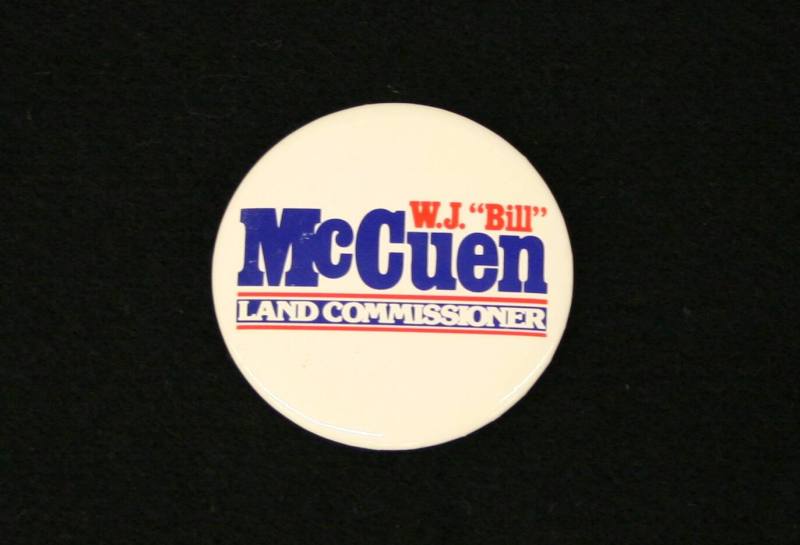 W.J. “Bill”
McCuen
LAND COMMISSIONER